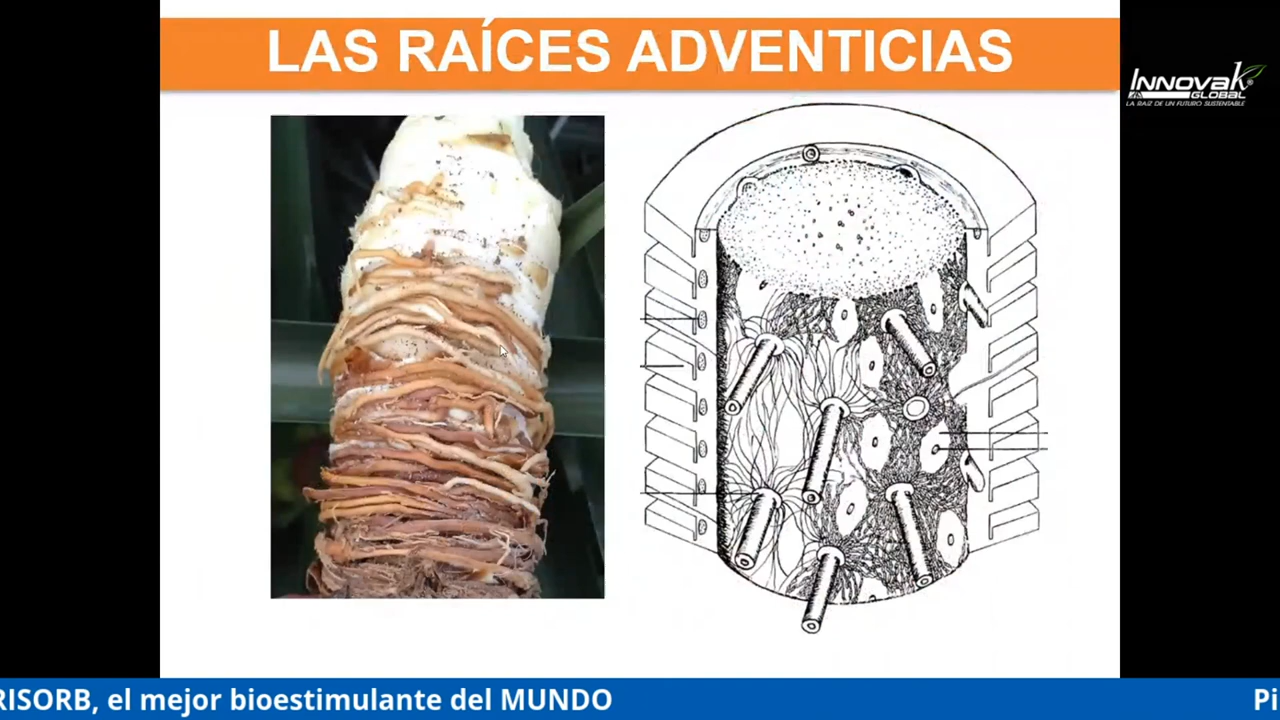 LAS RAÍCES ADVENTICIAS
INNOVAK®
GLOBAL
LA RAÍZ DE UN FUTURO SUSTENTABLE
RISORB, el mejor bioestimulante del MUNDO
Pi